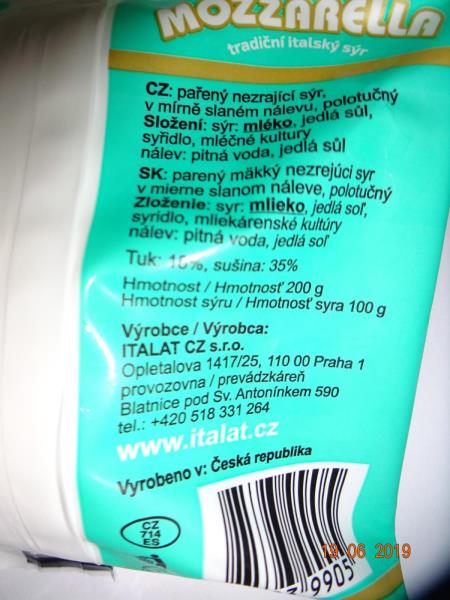 MOZZARELLA
tradiční italský sýr
CZ: pařený nezrající sýr,
v mírně slaném nálevu, polotučný
Složení: sýr: mléko, jedlá sůl,
syřidlo, mléčné kultury
nálev: pitná voda, jedlá sůl
SK: parený mäkký nezrejúci syr
v mierne slanom náleve, polotučný
Zloženie: syr: mlieko, jedlá soľ,
syridlo, mliekárenské kultúry
nálev: pitná voda, jedlá soľ
Tuk: %, sušina: 35%
Hmotnost / Hmotnosť 200 g
Hmotnost sýru / Hmotnosť syra 100 g
Výrobce / Výrobca:
ITALAT CZ s.r.o.
Opletalova 1417/25, 110 00 Praha 1
provozovna / prevádzkáreň
Blatnice pod Sv. Antonínkem 590
tel.: +420 518 331 264
www.italat.cz
Vyrobeno v: Česká republika
CZ
714
ES
9905
19 06 2019